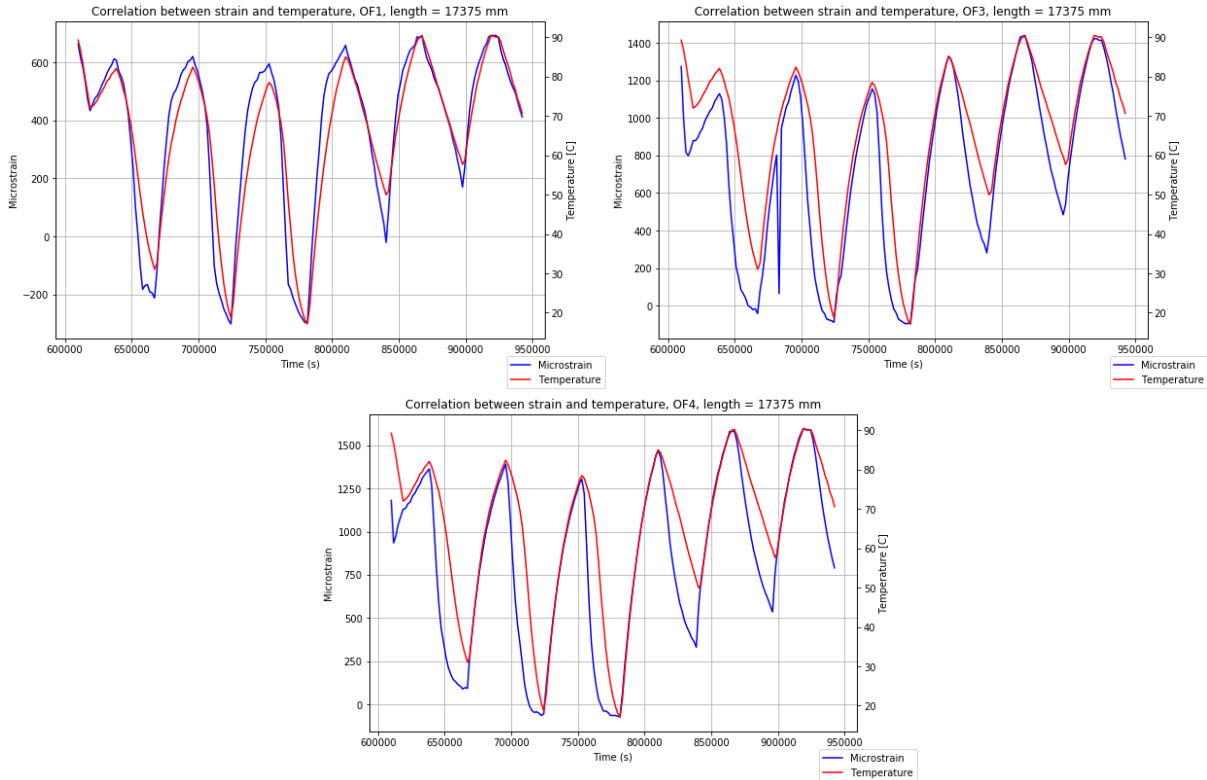 Correlation between strain and temperature, OF1, length = 17375 mm
Microstrain
600
400
200
0
−200
Temperature [C]
90
80
70
60
50
40
30
20
600000 650000 700000 750000 800000 850000 900000 950000
Time (s)
Microstrain
Temperature
Correlation between strain and temperature, OF3, length = 17375 mm
Microstrain
1400
1200
1000
800
600
400
200
0
Temperature [C]
90
80
70
60
50
40
30
20
600000 650000 700000 750000 800000 850000 900000 950000
Time (s)
Microstrain
Temperature
Correlation between strain and temperature, OF4, length = 17375 mm
Microstrain
1500
1250
1000
750
500
250
0
Temperature [C]
90
80
70
60
50
40
30
20
600000 650000 700000 750000 800000 850000 900000 950000
Time (s)
Microstrain
Temperature